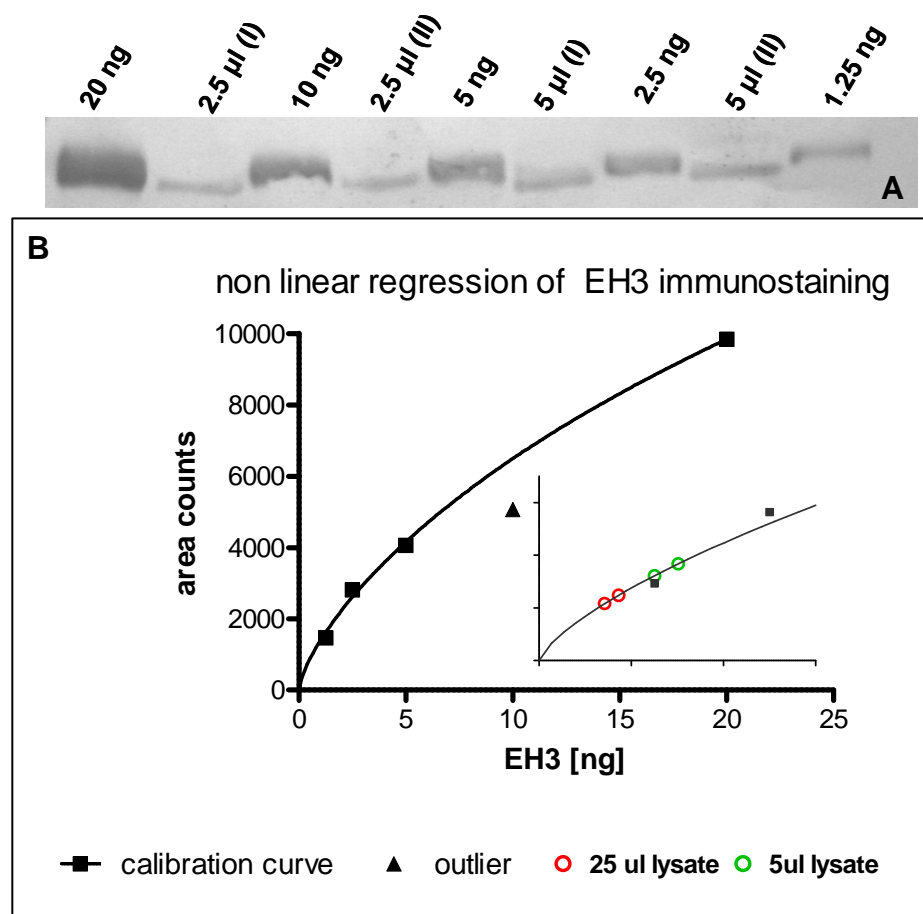 20 ng
2.5 µl (I)
10 ng
2.5 µl (II)
5 ng
5 µl (I)
2.5 ng
5 µl (II)
1.25 ng
A
B
non linear regression of EH3 immunostaining
10000
8000
6000
4000
2000
0
area counts
0 5 10 15 20 25
EH3 [ng]
calibration curve outlier 25 ul lysate 5ul lysate